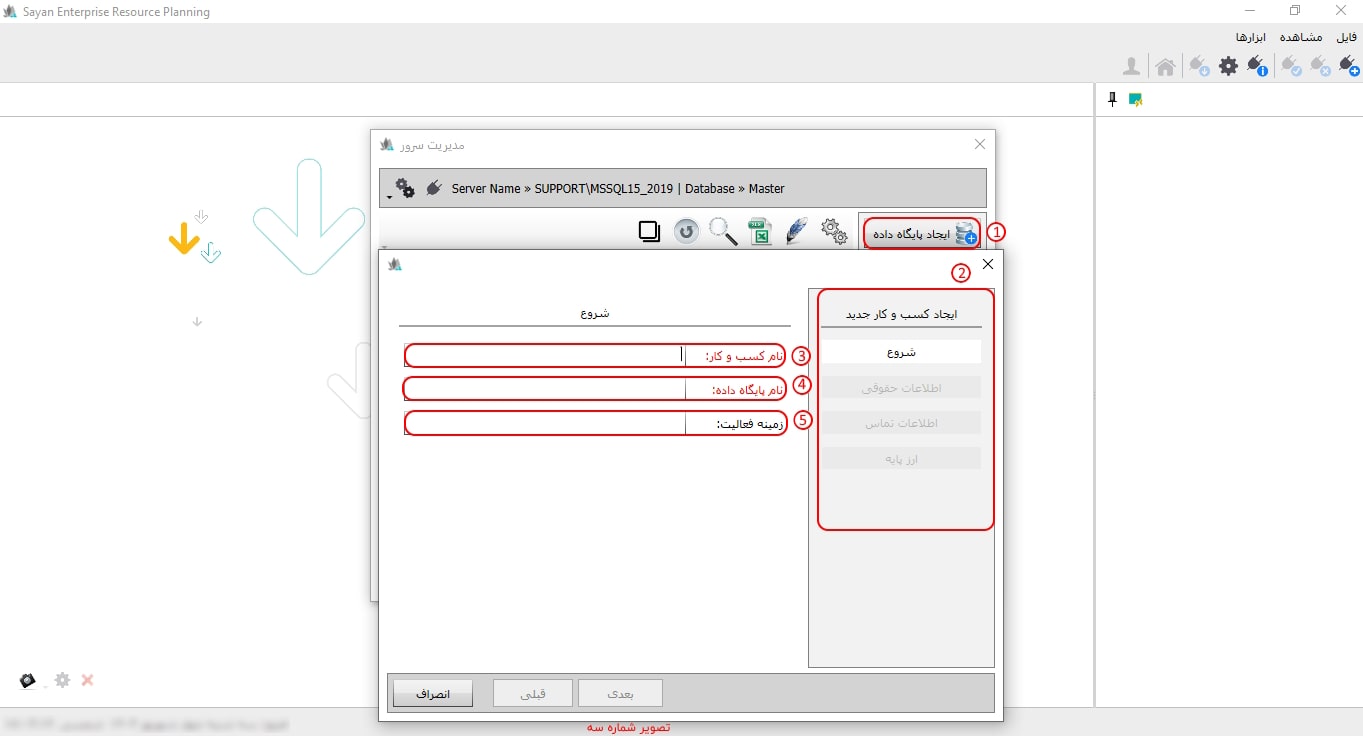 Sayan Enterprise Resource Planning
فایل مشاهده ابزارها
مدیریت سرور
Server Name » SUPPORT\MSSQL15_2019 | Database » Master
ایجاد پایگاه داده
1
2
ایجاد کسب و کار جدید
شروع
اطلاعات حقوقی
اطلاعات تماس
ارز پایه
شروع
نام کسب و کار:
3
نام پایگاه داده:
4
زمینه فعالیت:
5
بعدی
قبلی
انصراف
تصویر شماره سه